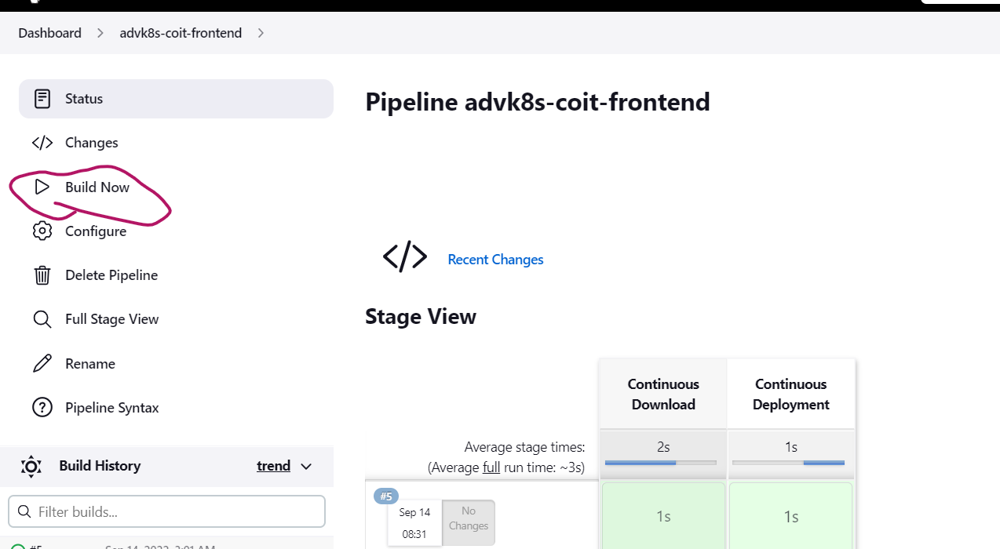 Dashboard > advk8s-coit-frontend >
Status
Changes
Build Now
Configure
Delete Pipeline
Full Stage View
Rename
Pipeline Syntax
Build History trend
Filter builds...
#5 Sep 14, 2023, 3:01 AM
Pipeline advk8s-coit-frontend
Recent Changes
Stage View
Continuous
Download
Continuous
Deployment
Average stage times:
(Average full run time: ~3s)
2s
1s
#5
Sep 14
08:31
No
Changes
1s
1s